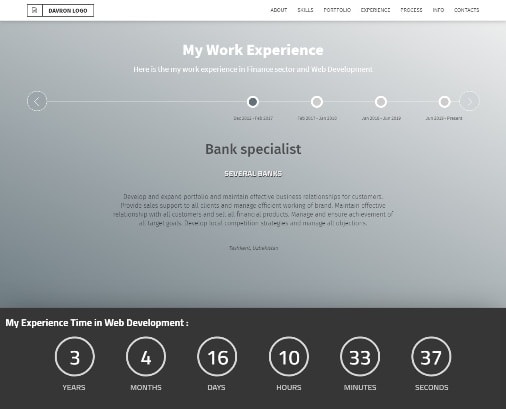 DAVRON LOGO
ABOUT SKILLS PORTFOLIO EXPERIENCE PROCESS INFO CONTACTS
My Work Experience
Here is the my work experience in Finance sector and Web Development.
Dec 2012 - Feb 2017 Feb 2017 - Jan 2018 Jan 2018 - Jun 2019 Jun 2019 - Present
Bank specialist
SEVERAL BANKS
Develop and expand portfolio and maintain effective business relationships for customers.
Provide sales support to all clients and manage efficient working of brand. Maintain effective
relationship with all customers and sell all financial products. Manage and ensure achievement of
all target goals. Develop local competition strategies and manage all objections.
Tashkent, Uzbekistan
My Experience Time in Web Development :
3 4 16 10 33 37
YEARS MONTHS DAYS HOURS MINUTES SECONDS